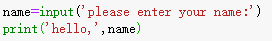 name=input('please enter your name:')
print('hello,',name)